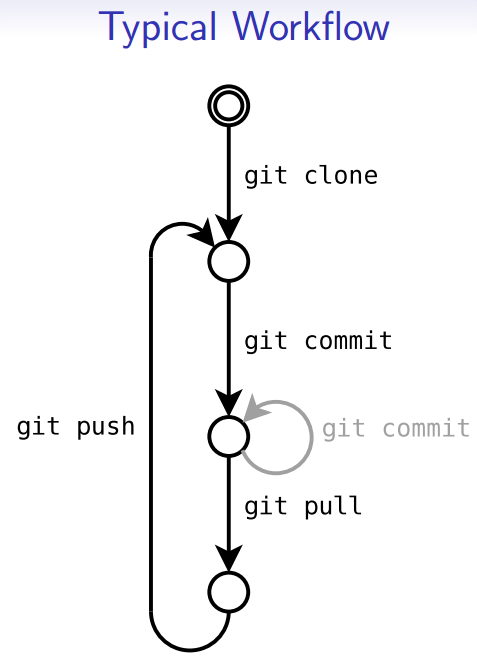 Typical Workflow
git clone
git commit
git push
git commit
git pull